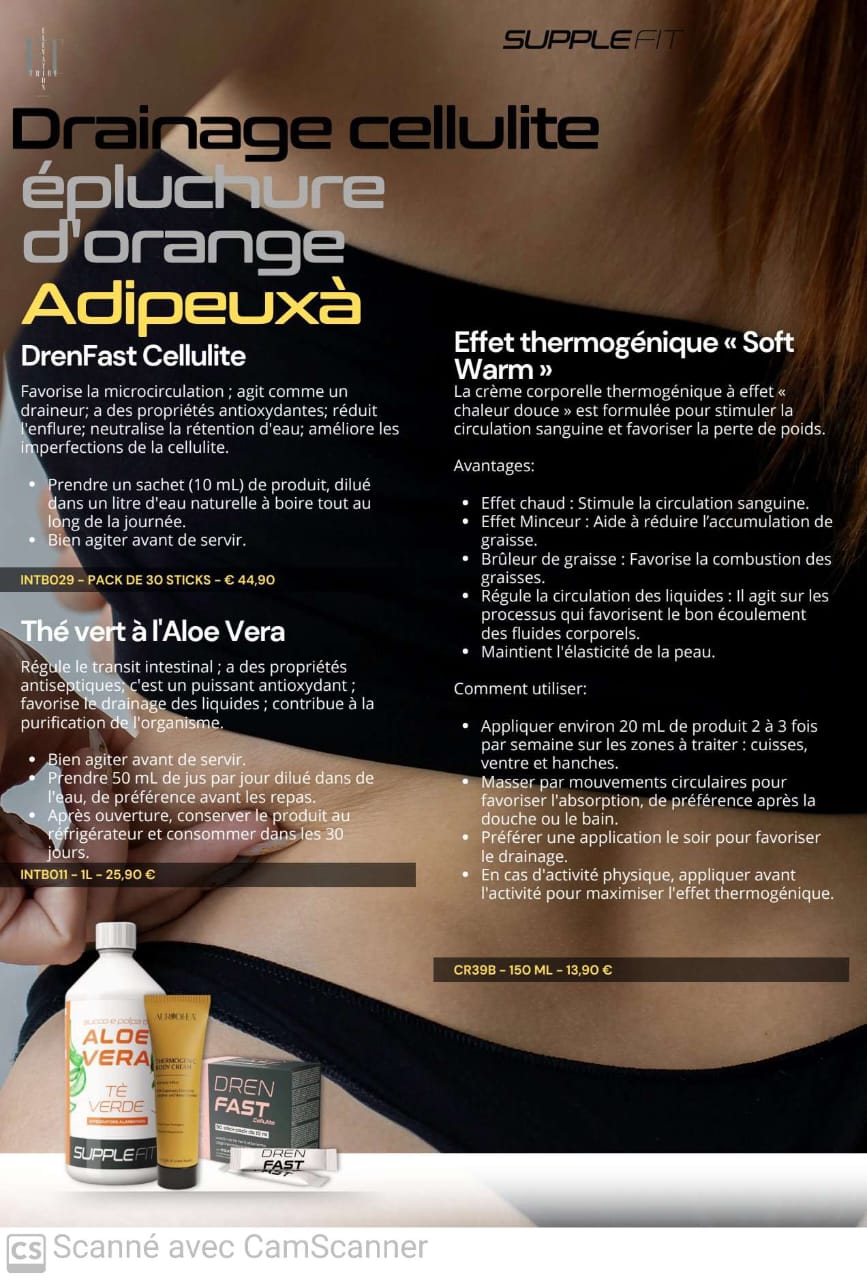 SUPPLEFIT
ELEVATION
TRIBE
Drainage cellulite
épluchure
d'orange
Adipeuxà
DrenFast Cellulite
Favorise la microcirculation ; agit comme un
draineur; a des propriétés antioxydantes; réduit
l'enflure; neutralise la rétention d'eau; améliore les
imperfections de la cellulite.
• Prendre un sachet (10 mL) de produit, dilué
dans un litre d'eau naturelle à boire tout au
long de la journée.
• Bien agiter avant de servir.
INTB029 - PACK DE 30 STICKS - € 44,90
Thé vert à l'Aloe Vera
Régule le transit intestinal ; a des propriétés
antiseptiques; c'est un puissant antioxydant ;
favorise le drainage des liquides ; contribue à la
purification de l'organisme.
• Bien agiter avant de servir.
• Prendre 50 mL de jus par jour dilué dans de
l'eau, de préférence avant les repas.
• Après ouverture, conserver le produit au
réfrigérateur et consommer dans les 30
jours.
INTB011 - 1L - 25,90 €
Effet thermogénique « Soft
Warm »
La crème corporelle thermogénique à effet «
chaleur douce » est formulée pour stimuler la
circulation sanguine et favoriser la perte de poids.
Avantages:
• Effet chaud : Stimule la circulation sanguine.
• Effet Minceur : Aide à réduire l'accumulation de
graisse.
• Brûleur de graisse : Favorise la combustion des
graisses.
• Régule la circulation des liquides : Il agit sur les
processus qui favorisent le bon écoulement
des fluides corporels.
• Maintient l'élasticité de la peau.
Comment utiliser:
• Appliquer environ 20 mL de produit 2 à 3 fois
par semaine sur les zones à traiter : cuisses,
ventre et hanches.
• Masser par mouvements circulaires pour
favoriser l'absorption, de préférence après la
douche ou le bain.
• Préférer une application le soir pour favoriser
le drainage.
• En cas d'activité physique, appliquer avant
l'activité pour maximiser l'effet thermogénique.
CR39B - 150 ML - 13,90 €
succo e polpa d
ALOE
VERA
TÈ
VERDE
INTEGRATORE ALIMENTARE
SUPPLEFIT
THERMOGENIC
BODY CREAM
DREN
FAST
Cellulite
DREN
FAST
CS Scanné avec CamScanner